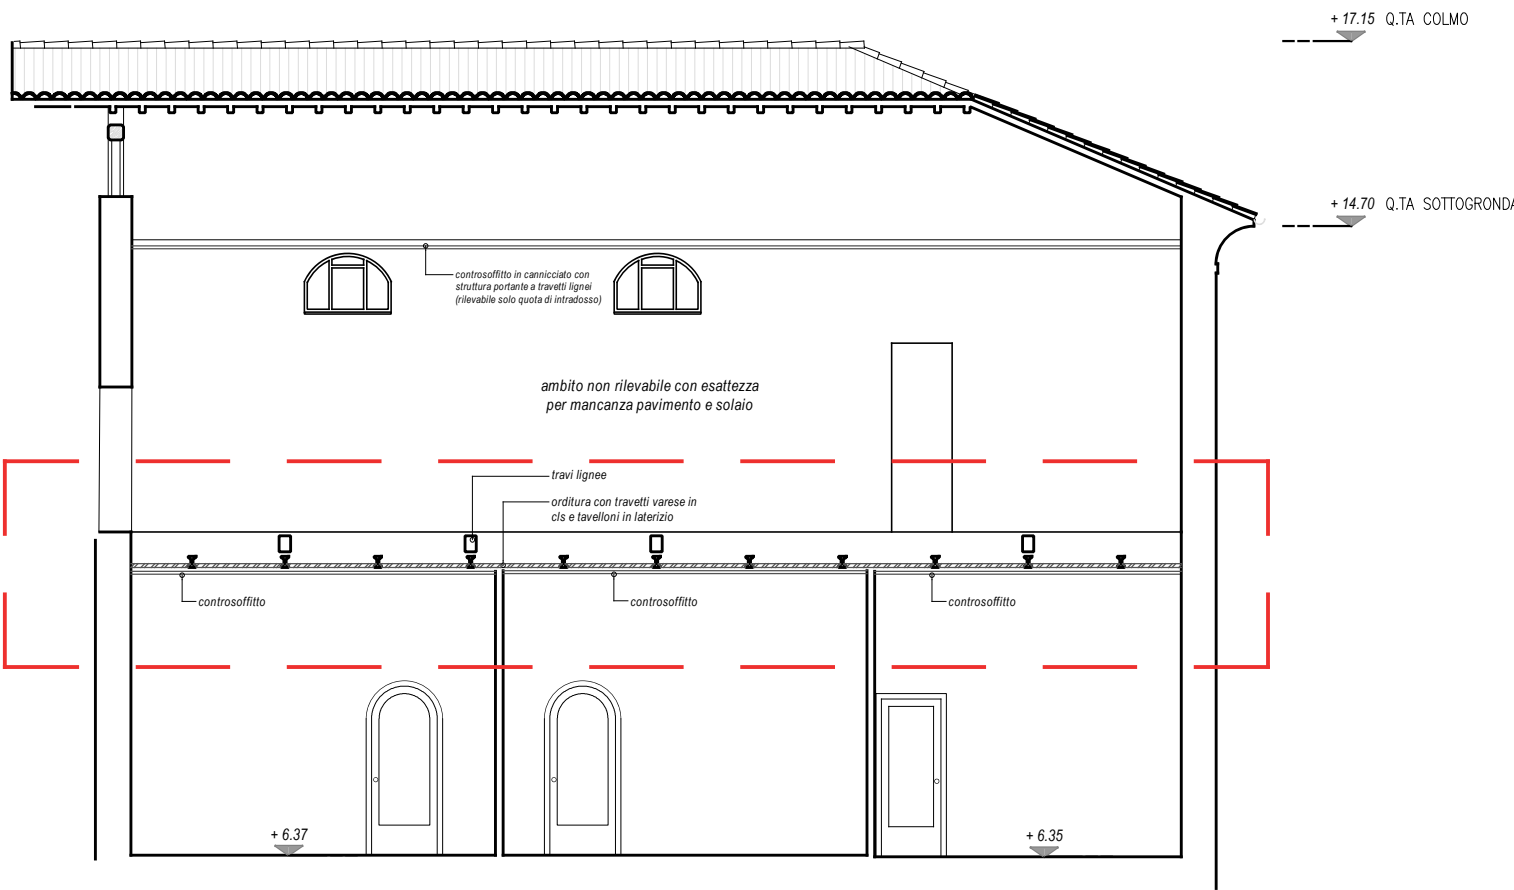 + 17.15 Q.TA COLMO
+ 14.70 Q.TA SOTTOGRONDA
controsoffitto in cannicciato con
struttura portante a travetti lignei
(rilevabile solo quota di intradosso)
ambito non rilevabile con esattezza
per mancanza pavimento e solaio
travi lignee
orditura con travetti varese in
cls e tavelloni in laterizio
controsoffitto
controsoffitto
controsoffitto
+ 6.37
+ 6.35